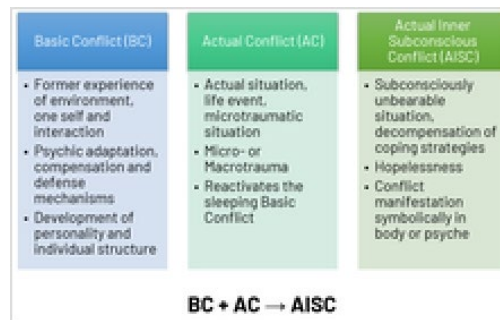 Basic Conflict (BC)
• Former experience
of environment,
one self and
interaction
• Psychic adaptation,
compensation and
defense
mechanisms
• Development of
personality and
individual structure
Actual Conflict (AC)
• Actual situation,
life event,
microtraumatic
situation
• Micro- or
Macrotrauma
• Reactivates the
sleeping Basic
Conflict
Actual Inner
Subconscious
Conflict (AISC)
• Subconsciously
unbearable
situation,
decompensation of
coping strategies
• Hopelessness
• Conflict
manifestation
symbolically in
body or psyche
BC + AC → AISC